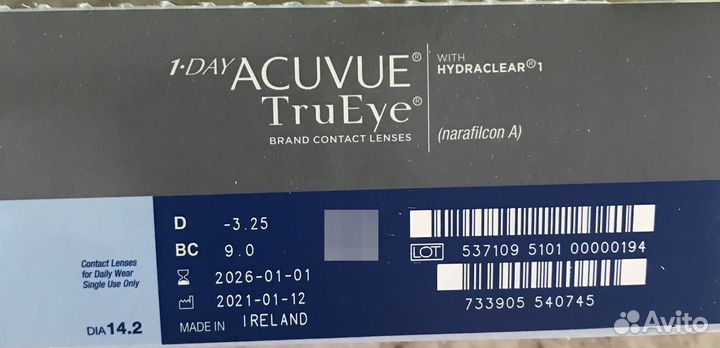 1·DAY ACUVUE®
TruEye®
BRAND CONTACT LENSES
WITH
HYDRACLEAR® 1
(narafilcon A)
Contact Lenses
for Daily Wear
Single Use Only
DIA14.2
D -3.25
BC 9.0
2026-01-01
2021-01-12
MADE IN IRELAND
LOT 537109 5101 00000194
733905 540745
Avito